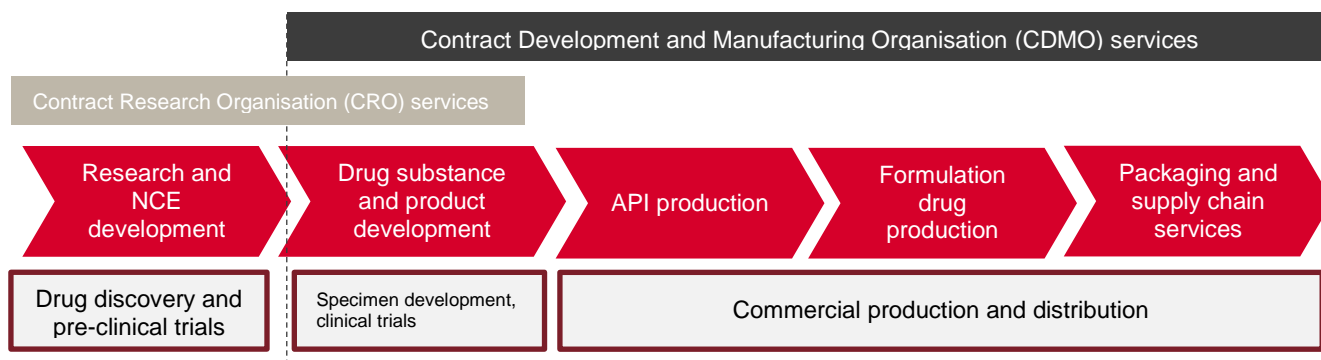 Contract Development and Manufacturing Organisation (CDMO) services
Contract Research Organisation (CRO) services
Research and
NCE
development
Drug substance
and product
development
API production
Formulation
drug
production
Packaging and
supply chain
services
Drug discovery and
pre-clinical trials
Specimen development,
clinical trials
Commercial production and distribution